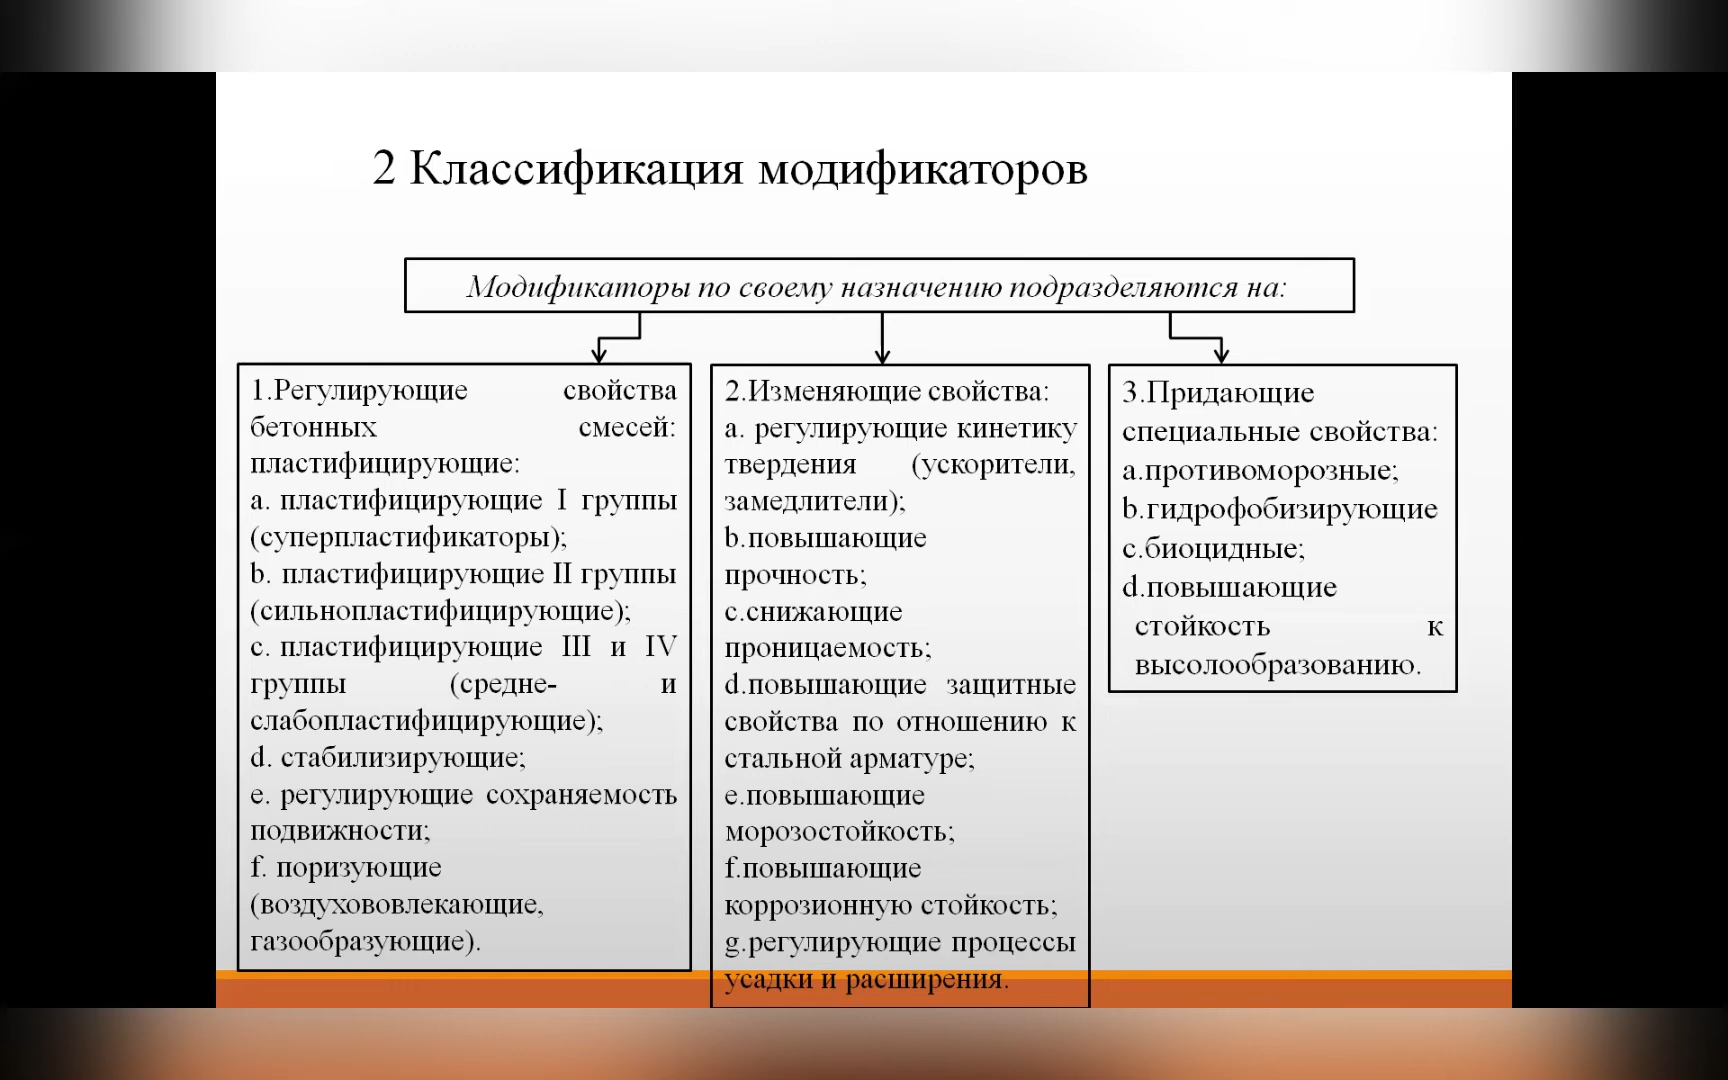 2 Классификация модификаторов
Модификаторы по своему назначению подразделяются на:
1.Регулирующие свойства
бетонных смесей:
пластифицирующие:
a. пластифицирующие I группы
(суперпластификаторы);
b. пластифицирующие II группы
(сильнопластифицирующие);
c. пластифицирующие III и IV
группы (средне- и
слабопластифицирующие);
d. стабилизирующие;
e. регулирующие сохраняемость
подвижности;
f. поризующие
(воздухововлекающие,
газообразующие).
2.Изменяющие свойства:
a. регулирующие кинетику
твердения (ускорители,
замедлители);
b.повышающие
прочность;
c.снижающие
проницаемость;
d.повышающие защитные
свойства по отношению к
стальной арматуре;
e.повышающие
морозостойкость;
f.повышающие
коррозионную стойкость;
g.регулирующие процессы
усадки и расширения.
3.Придающие
специальные свойства:
a.противоморозные;
b.гидрофобизирующие
c.биоцидные;
d.повышающие
стойкость к
высолообразованию.